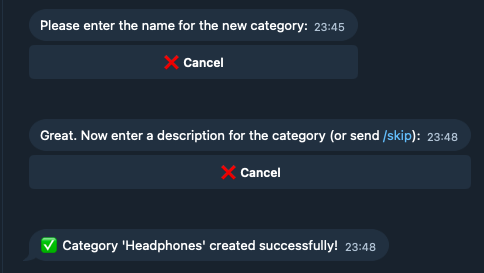 Please enter the name for the new category: 23:45
❌ Cancel
Great. Now enter a description for the category (or send /skip): 23:48
❌ Cancel
✅ Category 'Headphones' created successfully! 23:48